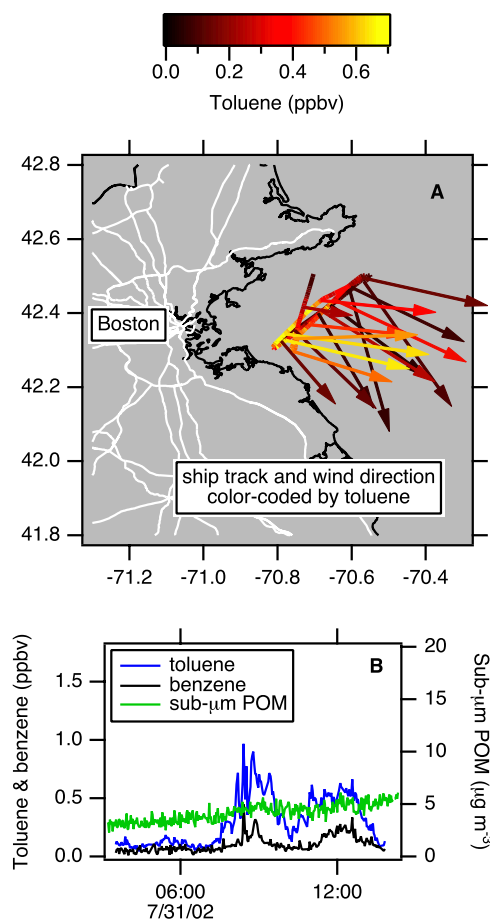 0.0 0.2 0.4 0.6
Toluene (ppbv)
A
42.8
42.6
42.4
42.2
42.0
41.8
Boston
ship track and wind direction
color-coded by toluene
-71.2 -71.0 -70.8 -70.6 -70.4
B
toluene
benzene
sub-μm POM
Toluene & benzene (ppbv)
1.5
1.0
0.5
0.0
20
15
10
5
0
Sub-μm POM (μg m⁻³)
06:00 12:00
7/31/02